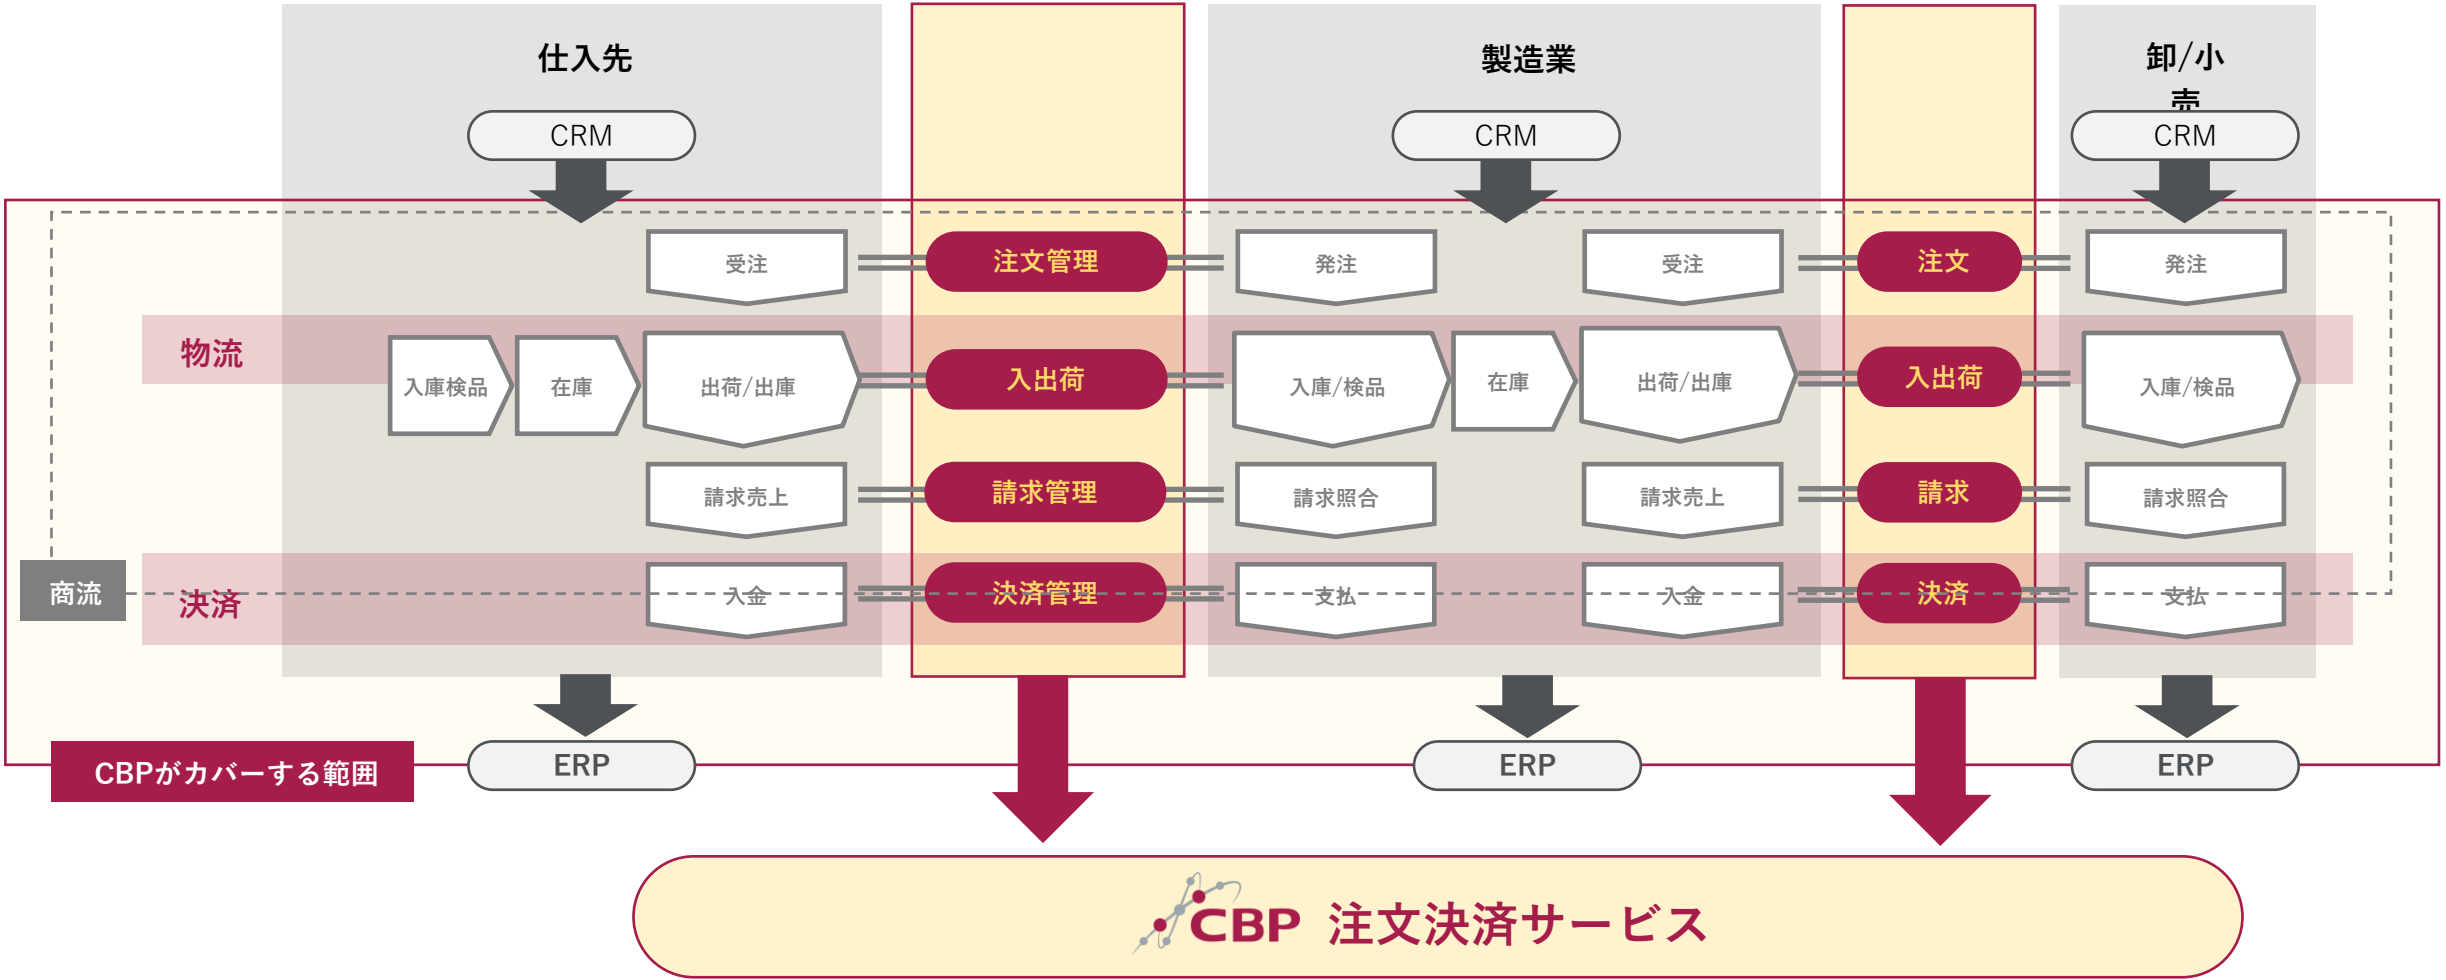 仕入先
製造業
卸/小
売
CRM
CRM
CRM
受注
注文管理
発注
受注
注文
発注
物流
入庫検品
在庫
出荷/出庫
入出荷
入庫/検品
在庫
出荷/出庫
入出荷
入庫/検品
請求売上
請求管理
請求照合
請求売上
請求
請求照合
商流
決済
入金
決済管理
支払
入金
決済
支払
CBPがカバーする範囲
ERP
ERP
ERP
CBP 注文決済サービス